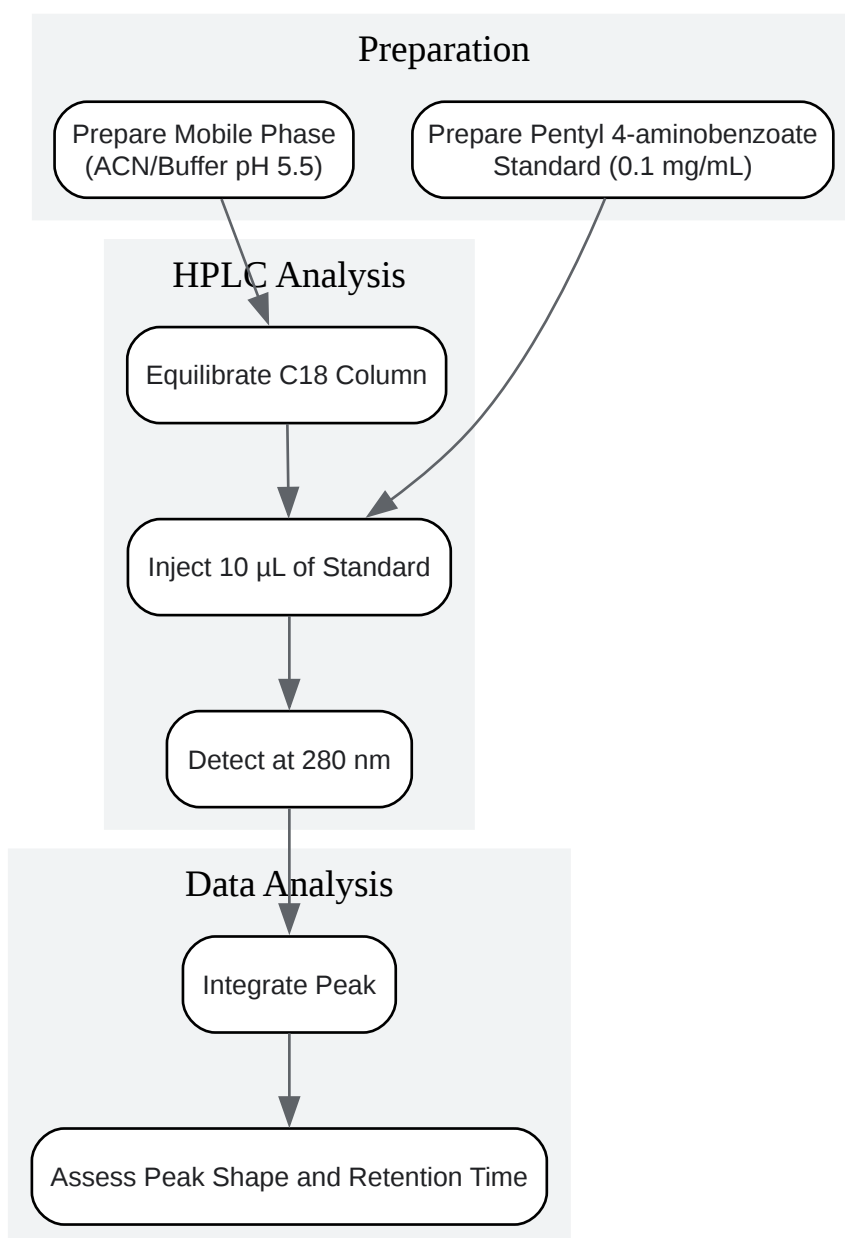 Preparation
Prepare Mobile Phase
(ACN/Buffer pH 5.5)
Prepare Pentyl 4-aminobenzoate
Standard (0.1 mg/mL)
HPLC Analysis
Equilibrate C18 Column
Inject 10 µL of Standard
Detect at 280 nm
Data Analysis
Integrate Peak
Assess Peak Shape and Retention Time